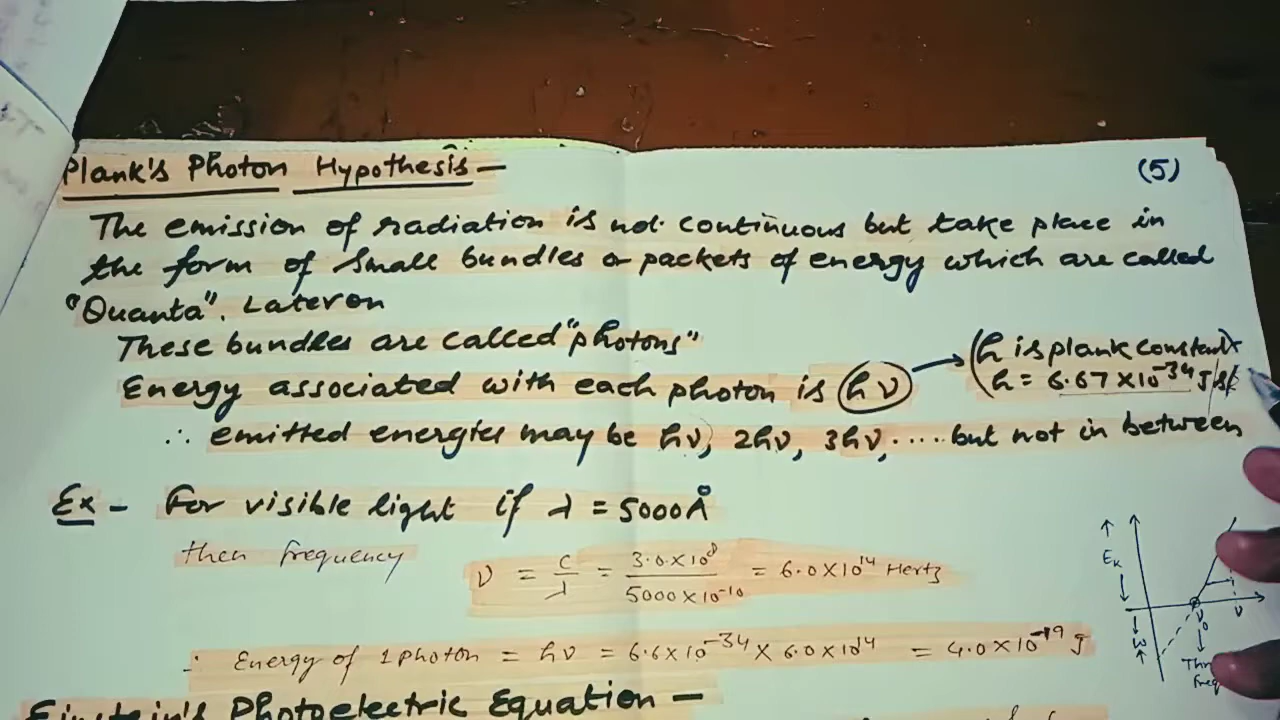 Plank's Photon Hypothesis —
(5)
The emission of radiation is not continuous but take place in
the form of small bundles or packets of energy which are called
"Quanta". Lateron
These bundles are called "photons"
Energy associated with each photon is hν
(h is plank constant
h = 6.67 × 10⁻³⁴ J
∴ emitted energies may be hν, 2hν, 3hν, ..... but not in between
Ex - For visible light if λ = 5000Å
then frequency
ν = c/λ = 3.0×10⁸/5000×10⁻¹⁰ = 6.0×10¹⁴ Hertz
∴ Energy of 1 photon = hν = 6.6×10⁻³⁴ × 6.0×10¹⁴ = 4.0×10⁻¹⁹ J
Einstein's Photoelectric Equation —
↑
E_K
↓
ν₀
ν
↓